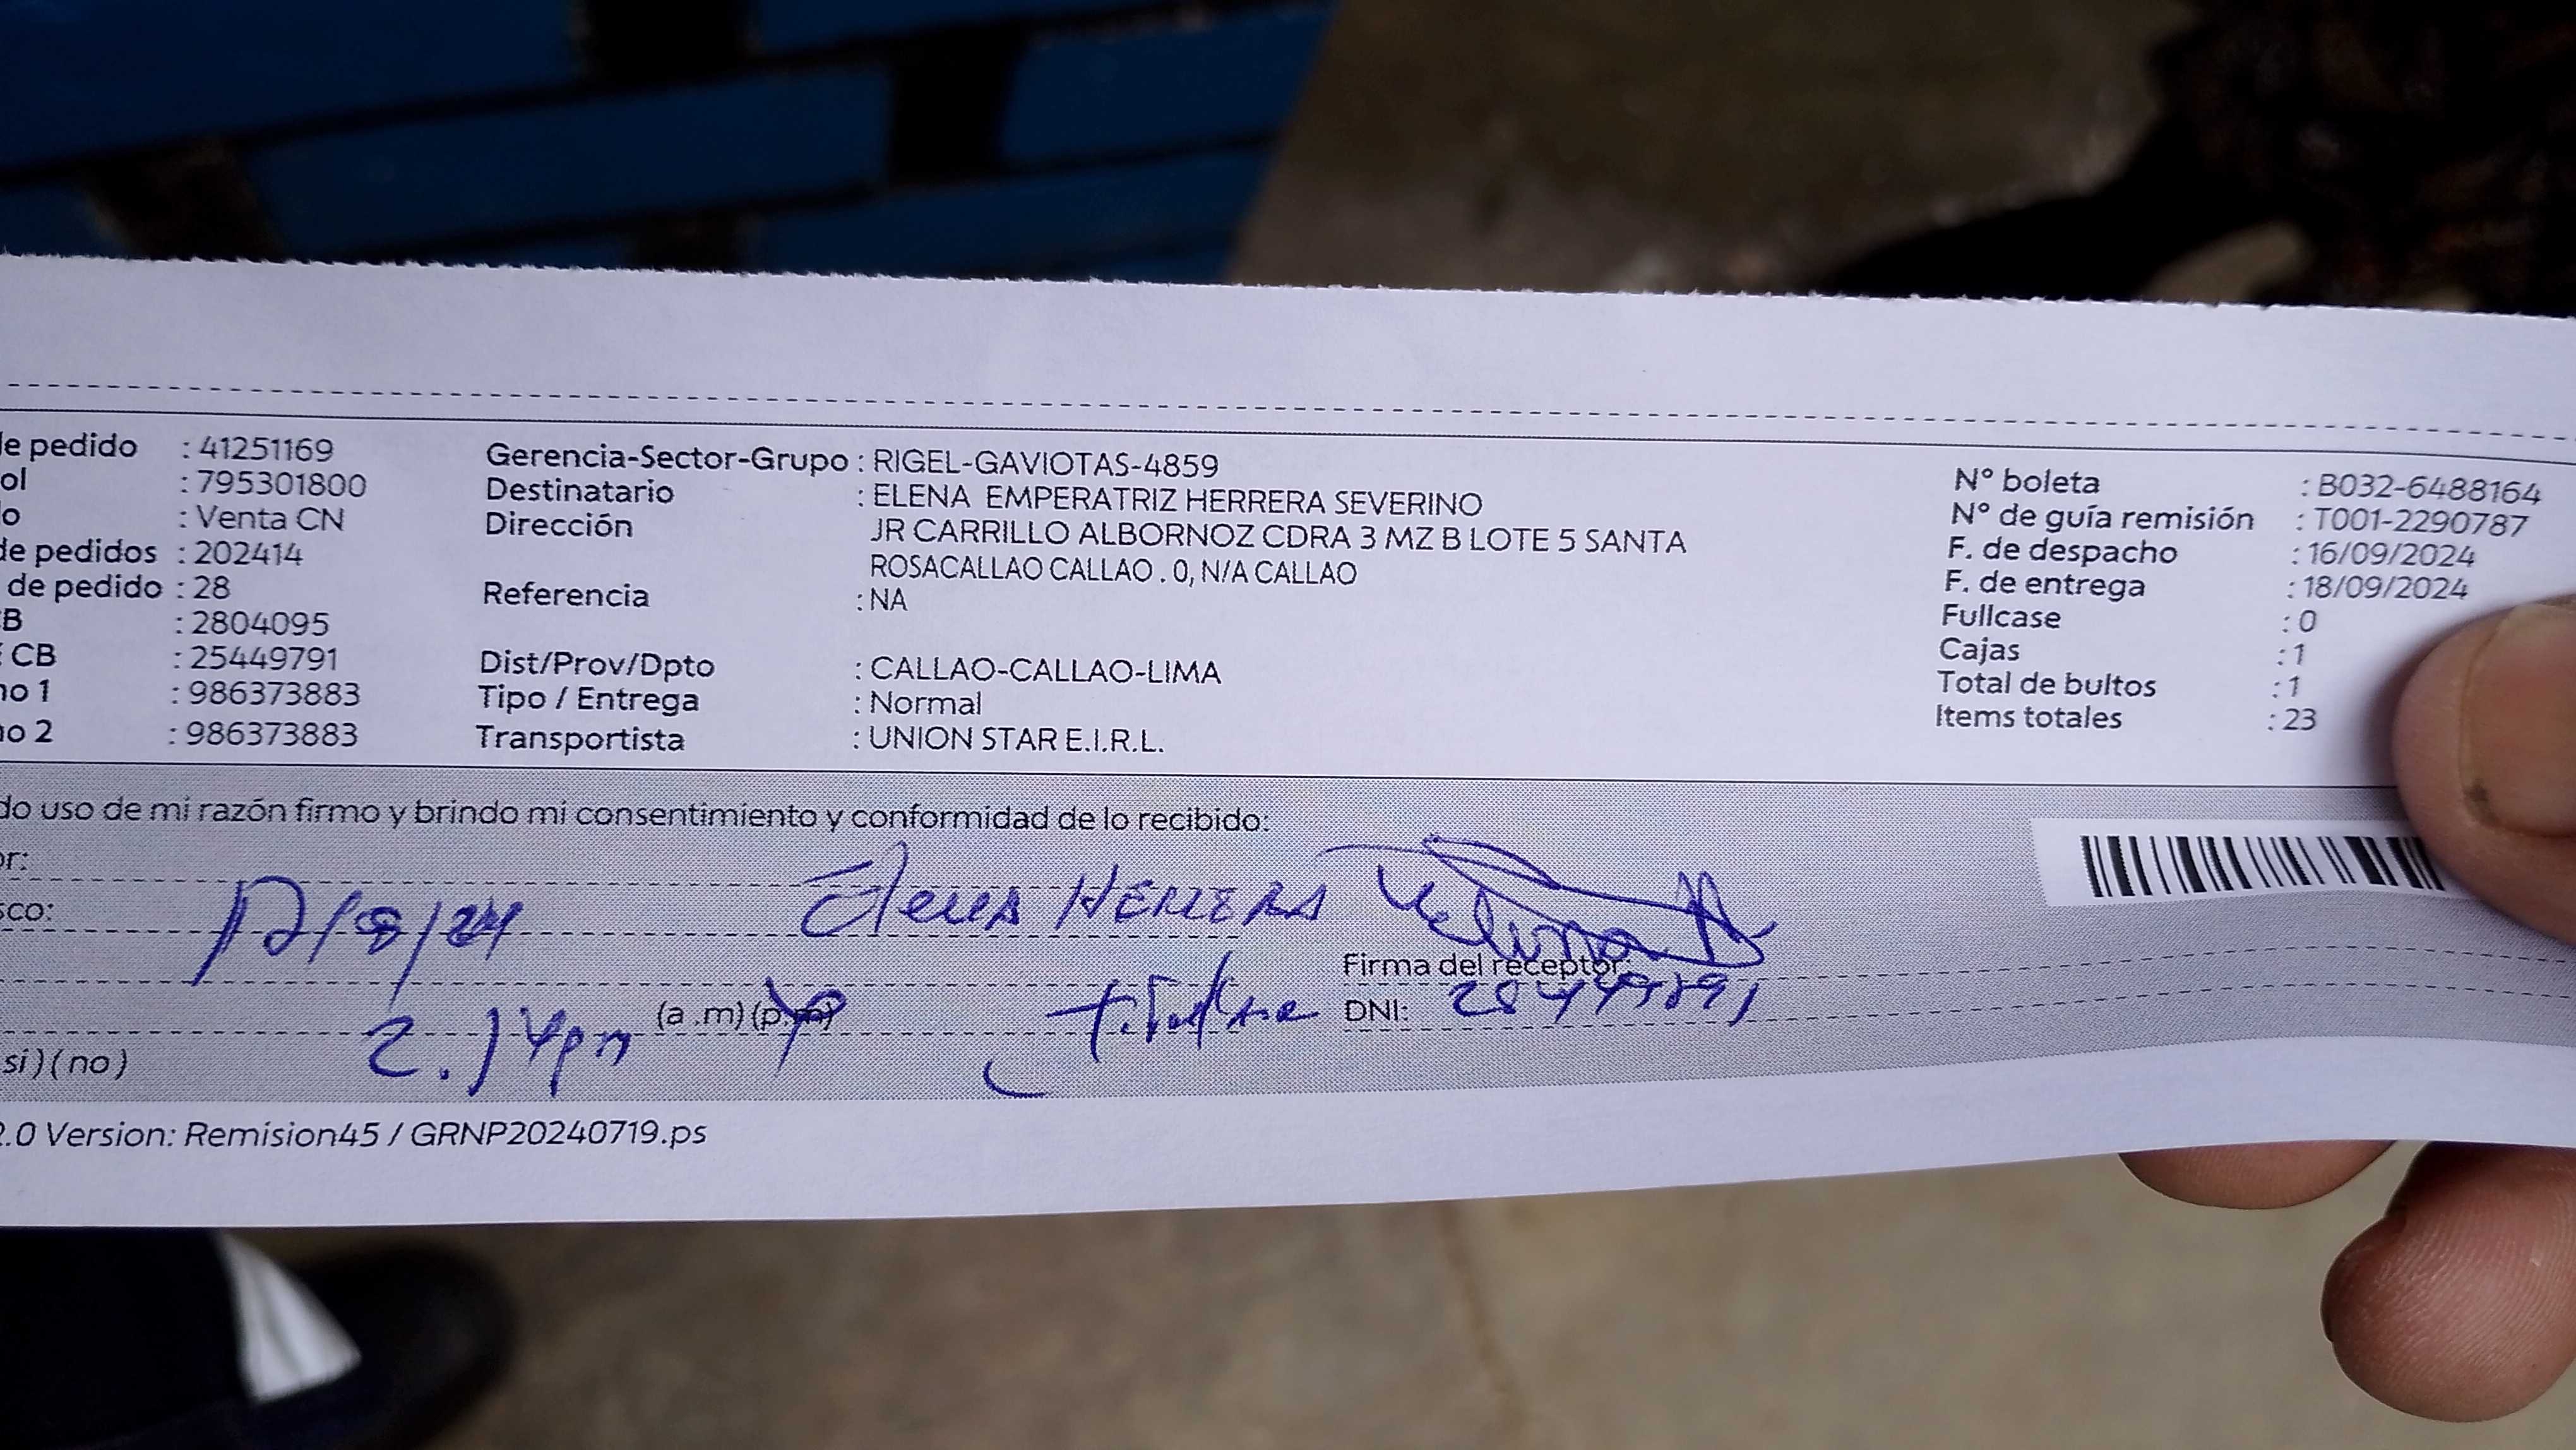 de pedido : 41251169
ol : 795301800
o : Venta CN
de pedidos : 202414
de pedido : 28
CB : 2804095
CB : 25449791
no 1 : 986373883
no 2 : 986373883
Gerencia-Sector-Grupo : RIGEL-GAVIOTAS-4859
Destinatario : ELENA EMPERATRIZ HERRERA SEVERINO
Dirección JR CARRILLO ALBORNOZ CDRA 3 MZ B LOTE 5 SANTA
ROSACALLAO CALLAO . 0, N/A CALLAO
Referencia : NA
Dist/Prov/Dpto : CALLAO-CALLAO-LIMA
Tipo / Entrega : Normal
Transportista : UNION STAR E.I.R.L.
N° boleta : B032-6488164
N° de guía remisión : T001-2290787
F. de despacho : 16/09/2024
F. de entrega : 18/09/2024
Fullcase : 0
Cajas : 1
Total de bultos : 1
Items totales : 23
do uso de mi razón firmo y brindo mi consentimiento y conformidad de lo recibido:
or:
sco:
Elena HERRERA
Firma del receptor:
2.14pm (a .m) (p.m) DNI:
si) (no)
2.0 Version: Remision45 / GRNP20240719.ps